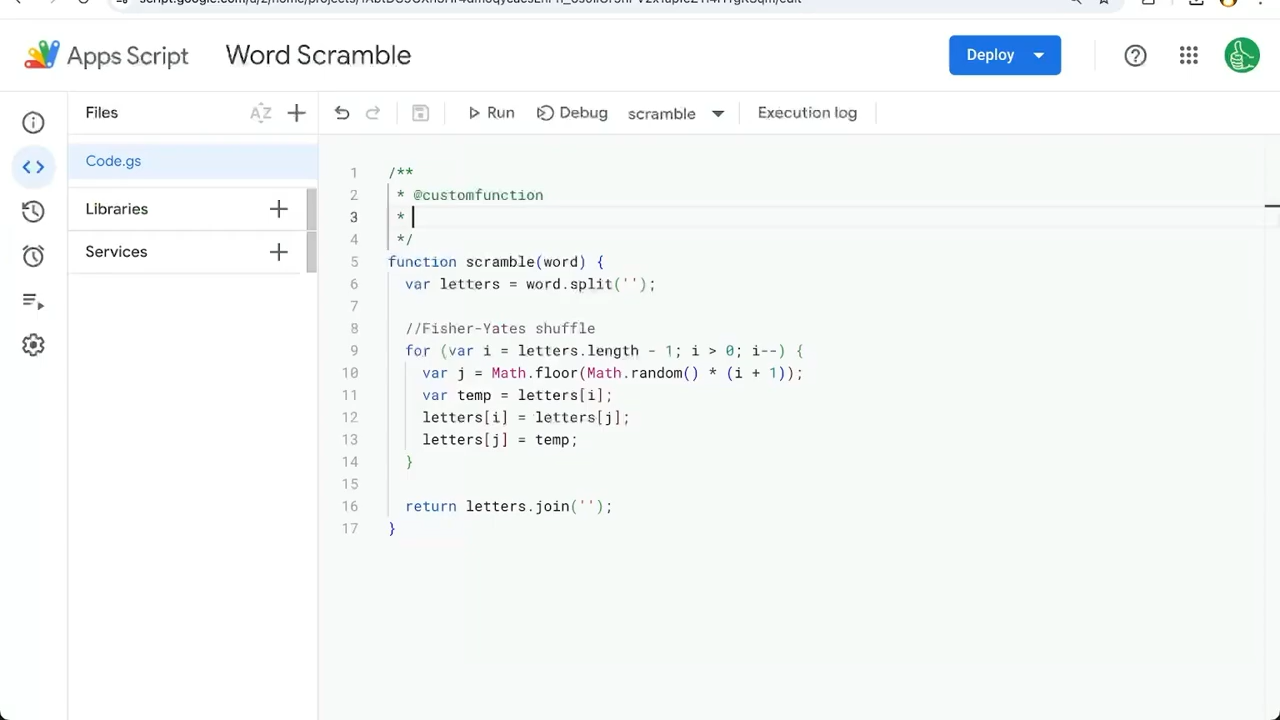 Apps Script
Word Scramble
Deploy
Files
AZ
Run
Debug
scramble
Execution log
Code.gs
Libraries
Services
1 /**
2 * @customfunction
3 *
4 */
5 function scramble(word) {
6 var letters = word.split('');
7
8 //Fisher-Yates shuffle
9 for (var i = letters.length - 1; i > 0; i--) {
10 var j = Math.floor(Math.random() * (i + 1));
11 var temp = letters[i];
12 letters[i] = letters[j];
13 letters[j] = temp;
14 }
15
16 return letters.join('');
17 }